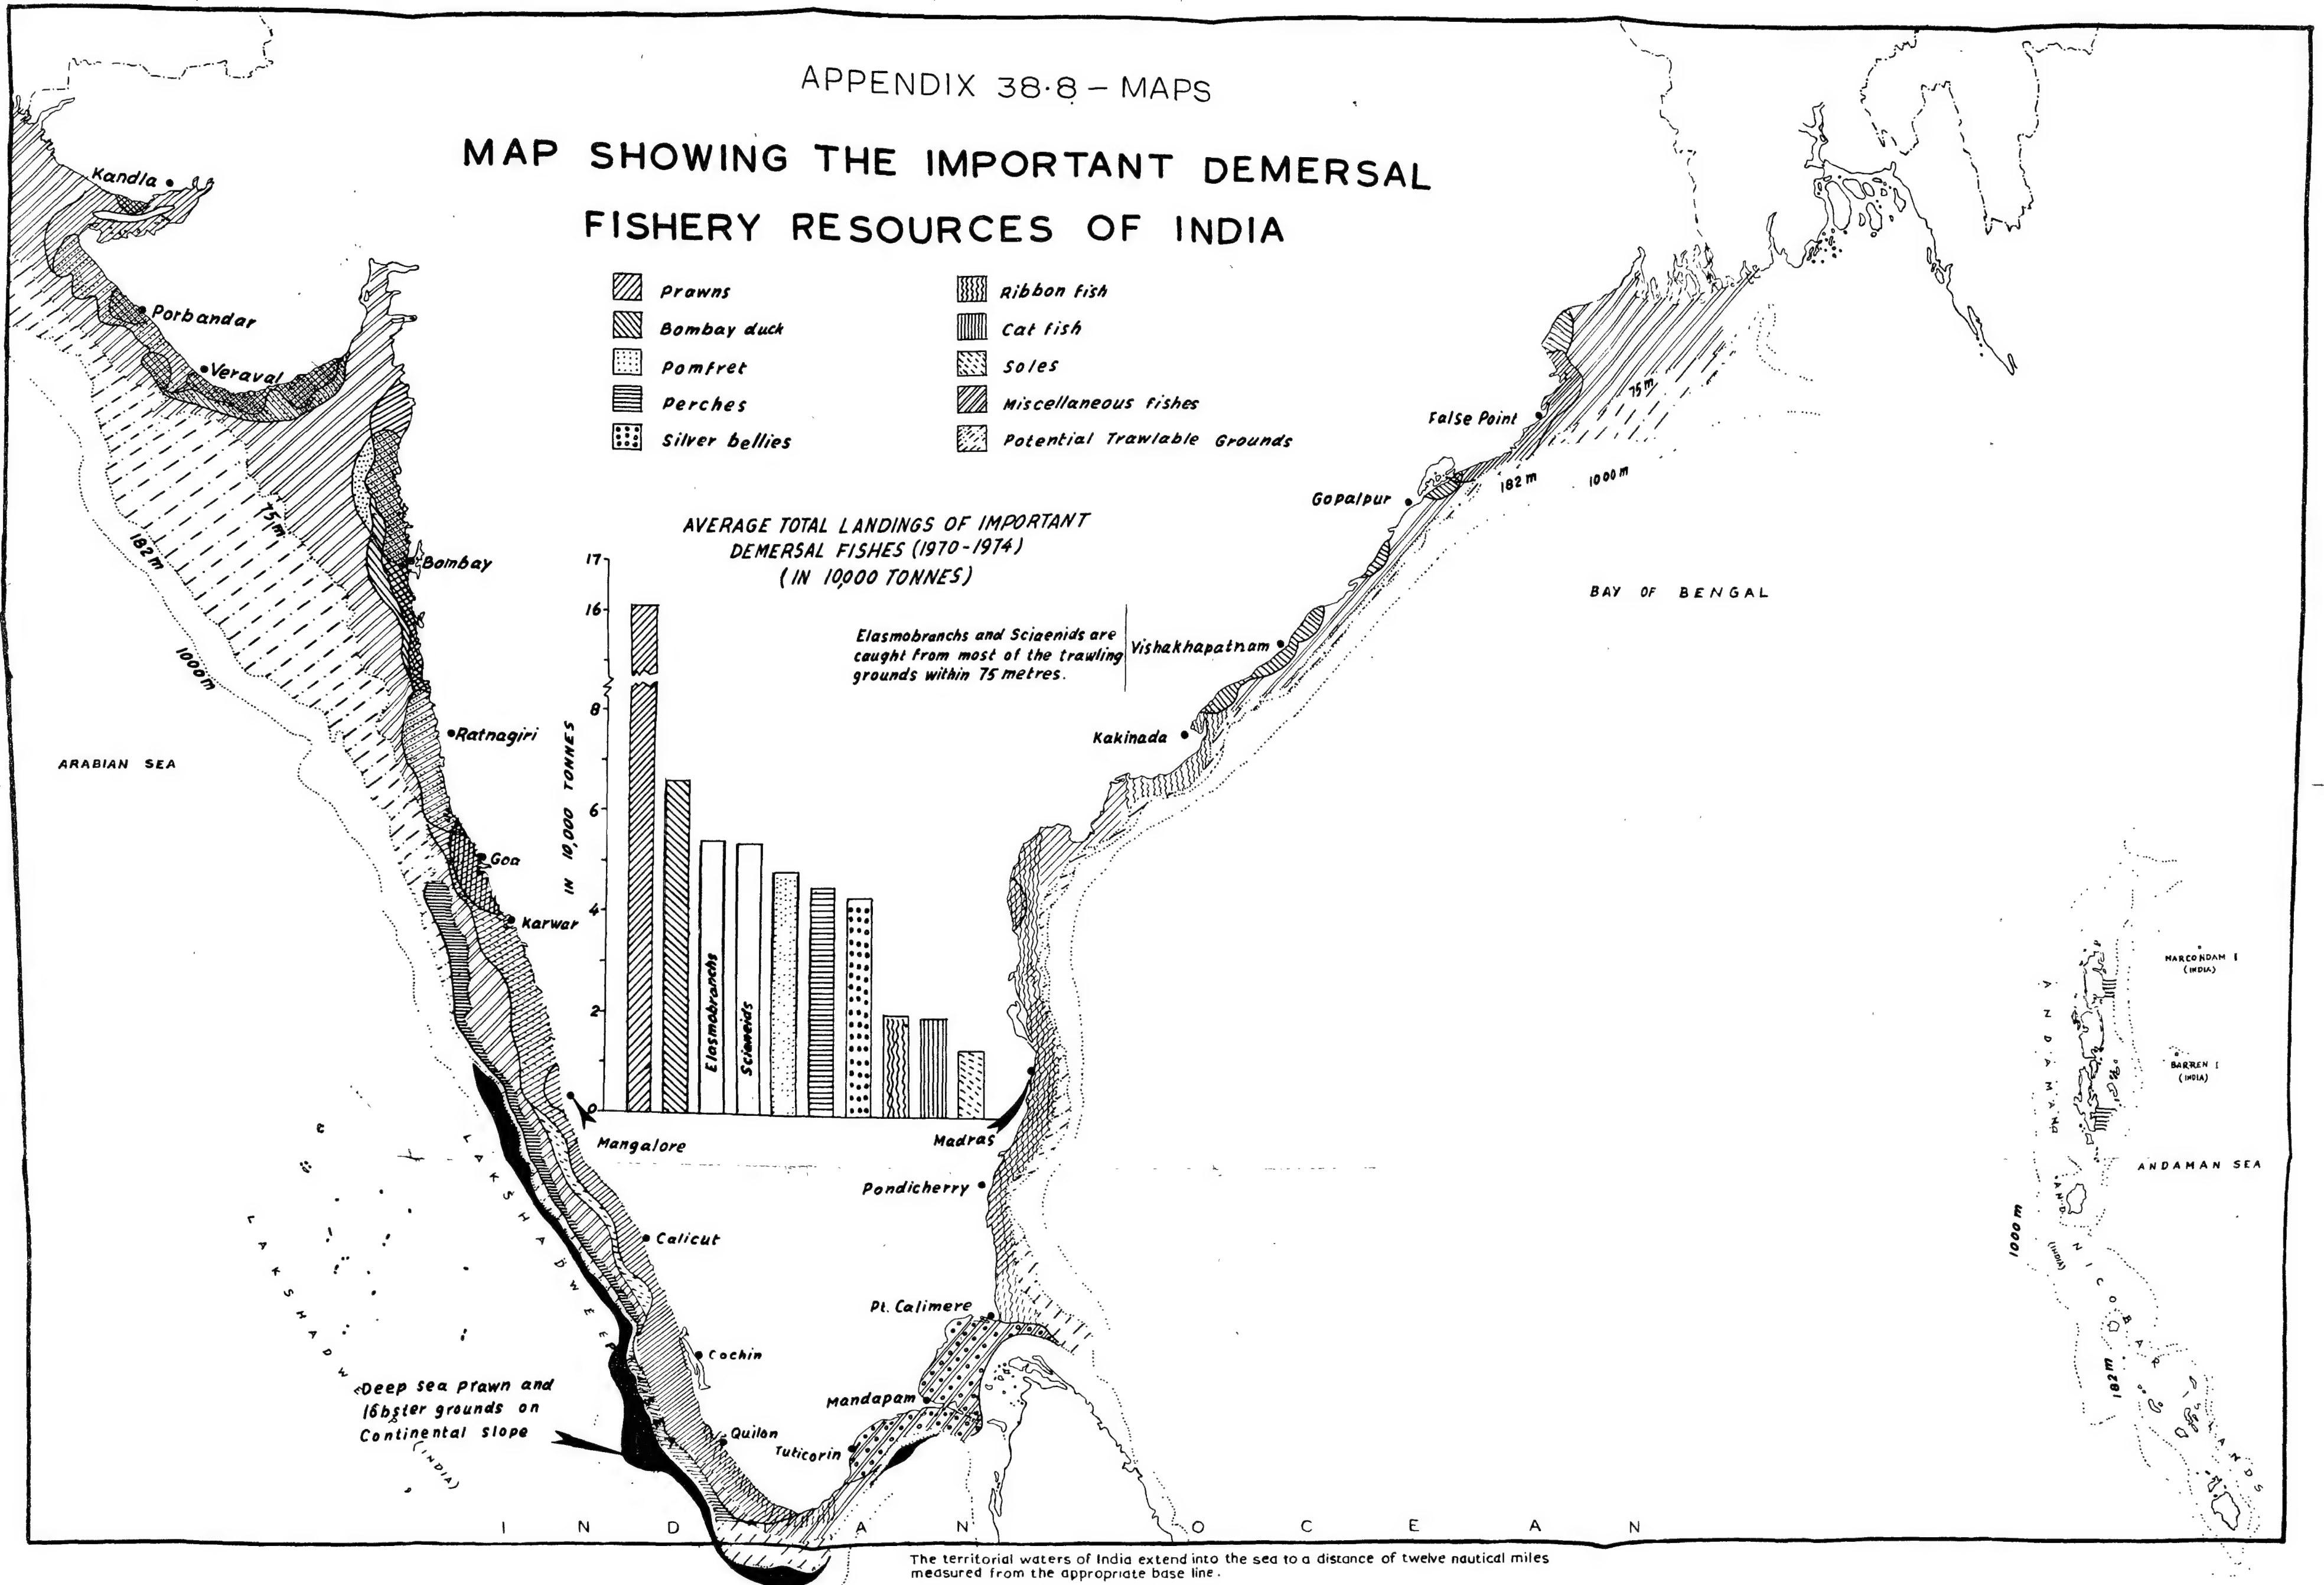 APPENDIX 38.8 – MAPS
MAP SHOWING THE IMPORTANT DEMERSAL
FISHERY RESOURCES OF INDIA
Prawns
Bombay duck
Pomfret
Perches
Silver bellies
Ribbon fish
Cat fish
Soles
Miscellaneous fishes
Potential Trawlable Grounds
AVERAGE TOTAL LANDINGS OF IMPORTANT
DEMERSAL FISHES (1970-1974)
(IN 10,000 TONNES)
17
16
8
6
4
2
0
IN 10,000 TONNES
Elasmobranchs
Scianeids
Elasmobranchs and Sciaenids are
caught from most of the trawling
grounds within 75 metres.
Kandla
Porbandar
Veraval
Bombay
Ratnagiri
Goa
Karwar
Mangalore
Calicut
Cochin
Quilon
Tuticorin
Mandapam
Pt. Calimere
Pondicherry
Madras
Kakinada
Vishakhapatnam
Gopalpur
False Point
75m
182m
1000m
75m
182m
1000m
ARABIAN SEA
BAY OF BENGAL
LAKSHADWEEP
LAKSHADWE
(INDIA)
Deep sea prawn and
lobster grounds on
Continental slope
NARCONDAM I
(INDIA)
BARREN I
(INDIA)
ANDAMAN SEA
ANDAMAN
AND
NICOBAR
ISLANDS
(INDIA)
1000m
182m
INDIAN OCEAN
The territorial waters of India extend into the sea to a distance of twelve nautical miles
measured from the appropriate base line.